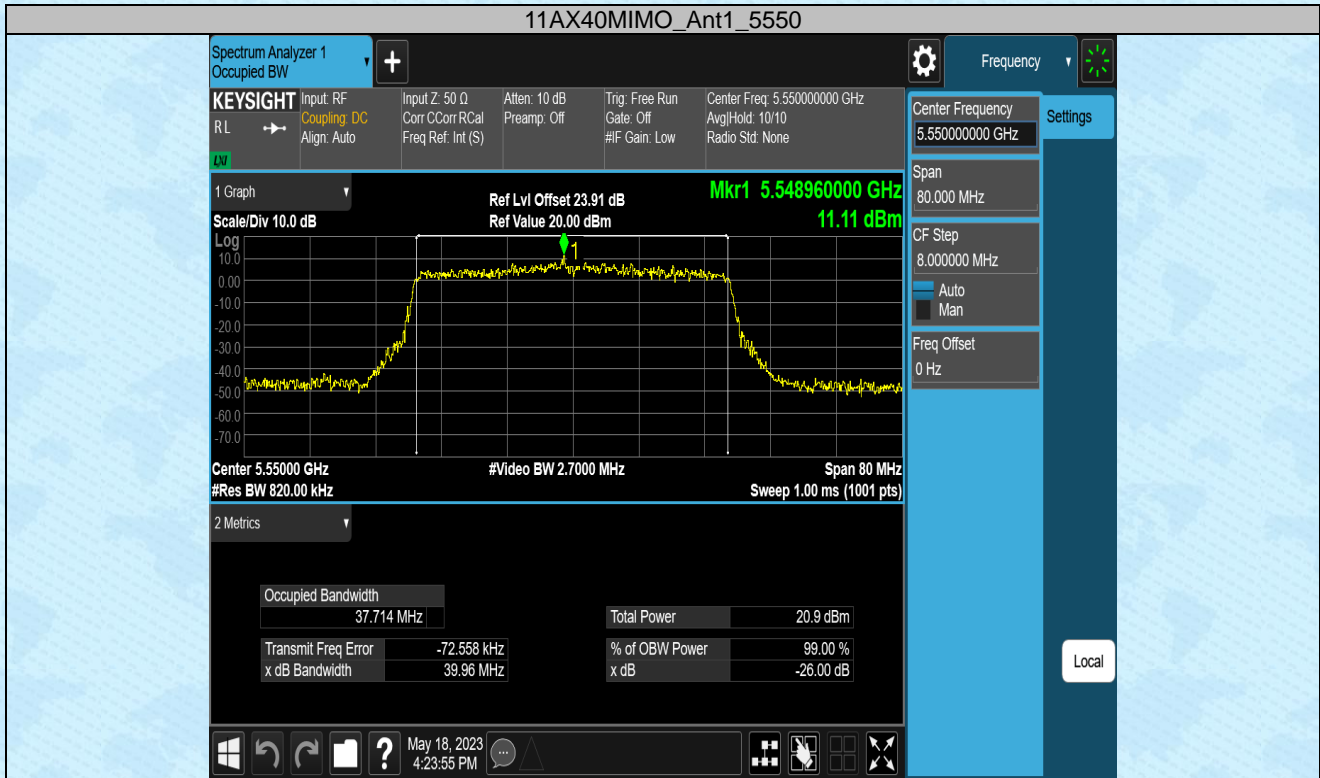 11AX40MIMO_Ant1_5550
Spectrum Analyzer 1
Occupied BW
+
Frequency
KEYSIGHT
R L
LXI
Input: RF
Coupling: DC
Align: Auto
Input Z: 50 Ω
Corr CCorr RCal
Freq Ref: Int (S)
Atten: 10 dB
Preamp: Off
Trig: Free Run
Gate: Off
#IF Gain: Low
Center Freq: 5.550000000 GHz
Avg|Hold: 10/10
Radio Std: None
Center Frequency
5.550000000 GHz
Settings
Span
80.000 MHz
CF Step
8.000000 MHz
Auto
Man
Freq Offset
0 Hz
Local
1 Graph
Scale/Div 10.0 dB
Ref Lvl Offset 23.91 dB
Ref Value 20.00 dBm
Mkr1 5.548960000 GHz
11.11 dBm
Log
1
10.0
0.00
-10.0
-20.0
-30.0
-40.0
-50.0
-60.0
-70.0
Center 5.55000 GHz
#Video BW 2.7000 MHz
Span 80 MHz
#Res BW 820.00 kHz
Sweep 1.00 ms (1001 pts)
2 Metrics
Occupied Bandwidth
37.714 MHz
Total Power 20.9 dBm
Transmit Freq Error -72.558 kHz
% of OBW Power 99.00 %
x dB Bandwidth 39.96 MHz
x dB -26.00 dB
?
May 18, 2023
4:23:55 PM